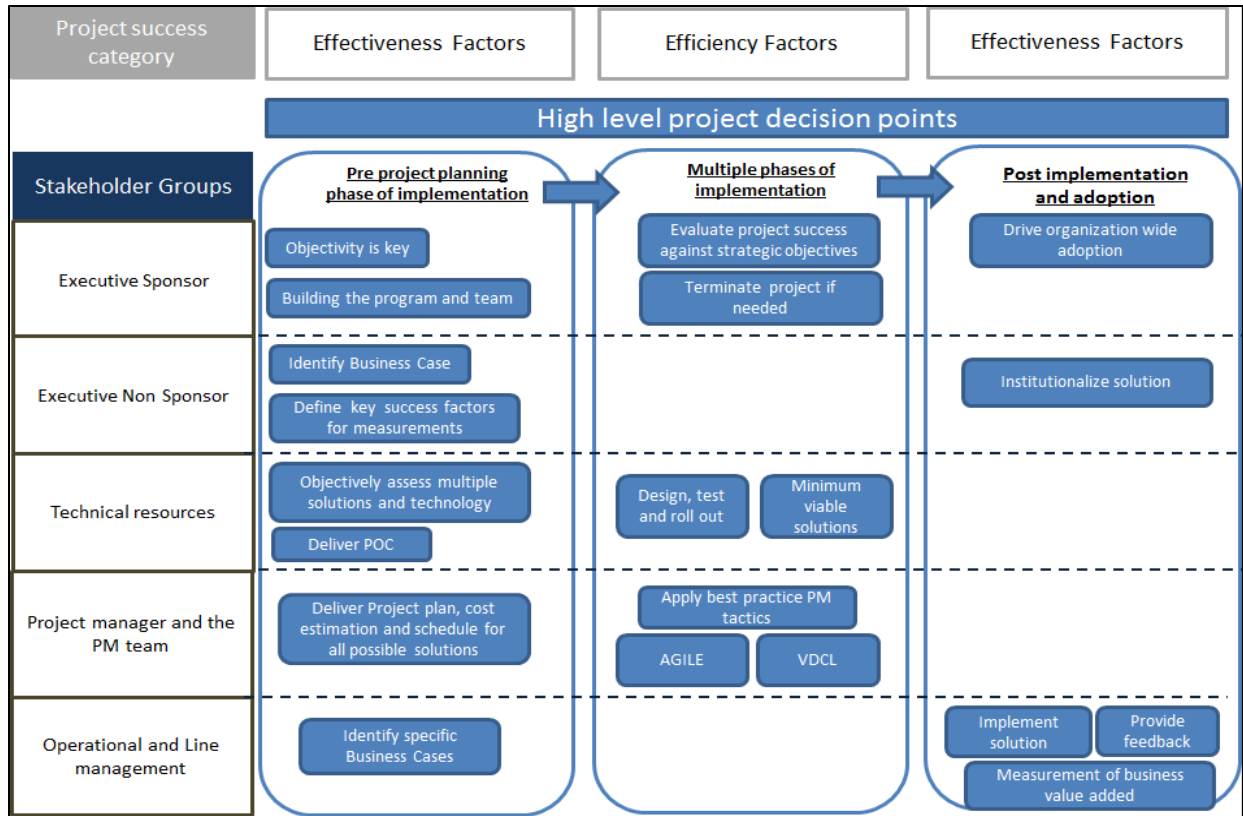 Project success
category
Effectiveness Factors
Efficiency Factors
Effectiveness Factors
High level project decision points
Stakeholder Groups
Pre project planning
phase of implementation
Multiple phases of
implementation
Post implementation
and adoption
Executive Sponsor
Objectivity is key
Building the program and team
Evaluate project success
against strategic objectives
Terminate project if
needed
Drive organization wide
adoption
Executive Non Sponsor
Identify Business Case
Define key success factors
for measurements
Institutionalize solution
Technical resources
Objectively assess multiple
solutions and technology
Deliver POC
Design, test
and roll out
Minimum
viable
solutions
Project manager and the
PM team
Deliver Project plan, cost
estimation and schedule for
all possible solutions
Apply best practice PM
tactics
AGILE
VDCL
Operational and Line
management
Identify specific
Business Cases
Implement
solution
Provide
feedback
Measurement of business
value added